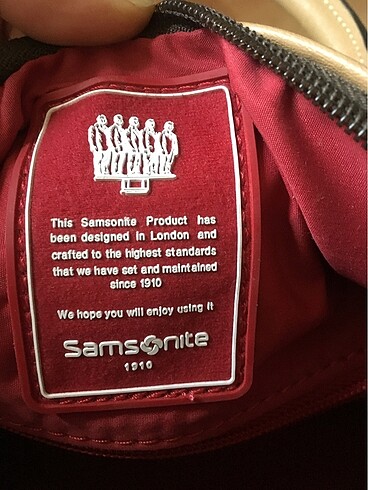 This Samsonite Product has
been designed in London and
crafted to the highest standards
that we have set and maintained
since 1910
We hope you will enjoy using it
Samsonite
1910